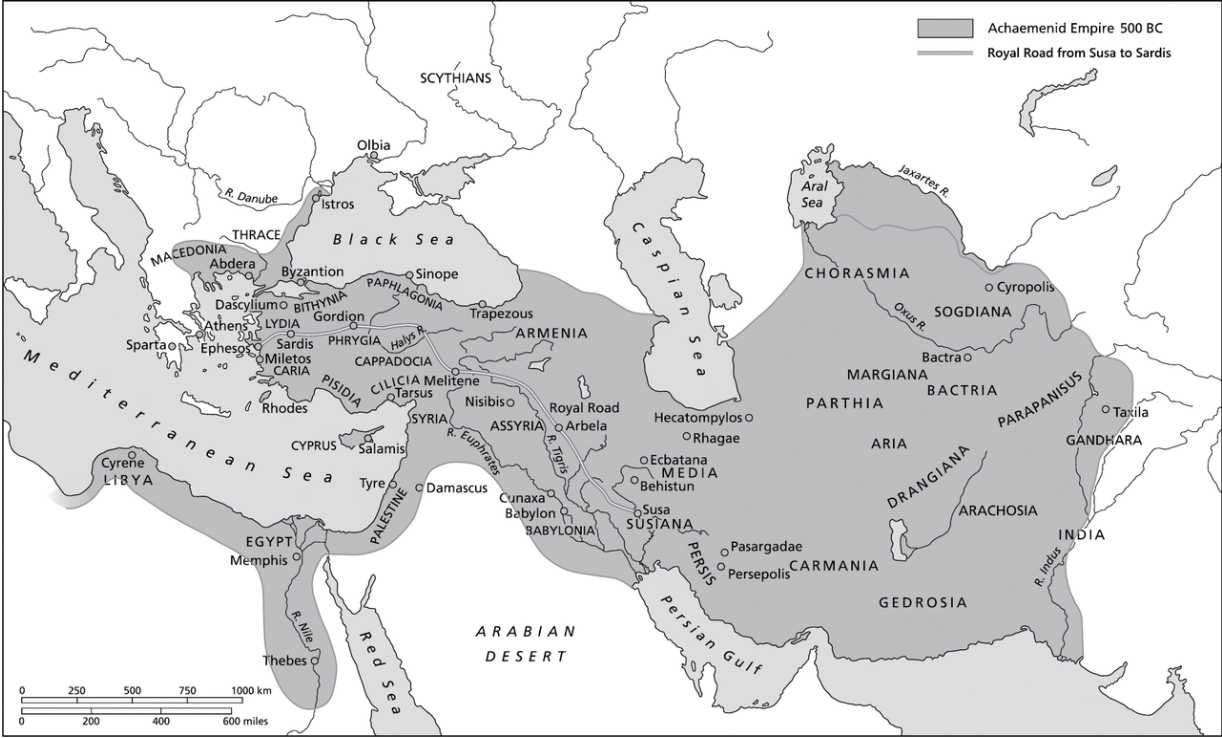 Achaemenid Empire 500 BC
Royal Road from Susa to Sardis
SCYTHIANS
Olbia
R. Danube
Istros
THRACE
Black Sea
MACEDONIA
Abdera
Byzantion
Sinope
PAPHLAGONIA
Dascylium
BITHYNIA
Trapezous
Gordion
LYDIA
Athens
Sardis
PHRYGIA
Halys R.
ARMENIA
Sparta
Ephesos
Miletos
CARIA
CAPPADOCIA
PISIDIA
CILICIA
Melitene
Tarsus
Rhodes
Nisibis
Royal Road
SYRIA
ASSYRIA
Arbela
CYPRUS
Salamis
R. Euphrates
R. Tigris
Mediterranean Sea
Cyrene
LIBYA
Tyre
Damascus
PALESTINE
Cunaxa
Babylon
BABYLONIA
EGYPT
Memphis
R. Nile
Thebes
Red Sea
ARABIAN
DESERT
Caspian Sea
Aral
Sea
Jaxartes R.
CHORASMIA
Cyropolis
SOGDIANA
Oxus R.
Bactra
MARGIANA
BACTRIA
PARAPANISUS
PARTHIA
Hecatompylos
Rhagae
Taxila
GANDHARA
ARIA
Ecbatana
MEDIA
Behistun
DRANGIANA
Susa
SUSIANA
ARACHOSIA
INDIA
PERSIS
Pasargadae
Persepolis
CARMANIA
R. Indus
GEDROSIA
Persian Gulf
0 250 500 750 1000 km
0 200 400 600 miles